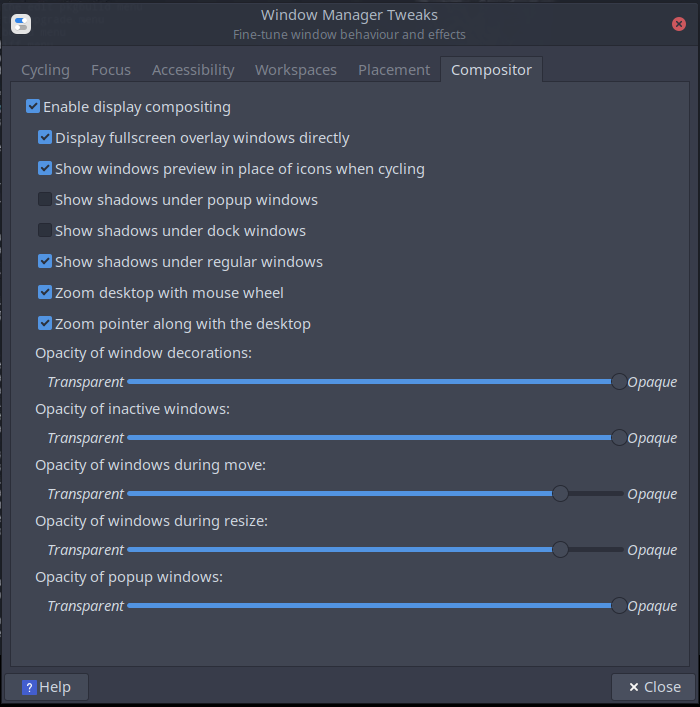 Window Manager Tweaks
Fine-tune window behaviour and effects
Cycling Focus Accessibility Workspaces Placement Compositor
Enable display compositing
Display fullscreen overlay windows directly
Show windows preview in place of icons when cycling
Show shadows under popup windows
Show shadows under dock windows
Show shadows under regular windows
Zoom desktop with mouse wheel
Zoom pointer along with the desktop
Opacity of window decorations:
Transparent Opaque
Opacity of inactive windows:
Transparent Opaque
Opacity of windows during move:
Transparent Opaque
Opacity of windows during resize:
Transparent Opaque
Opacity of popup windows:
Transparent Opaque
? Help × Close